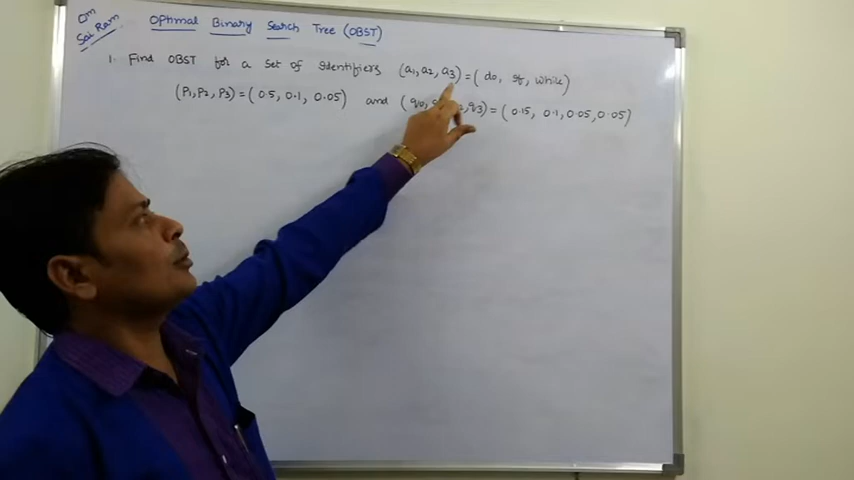 Om
Sai Ram
Optimal Binary Search Tree (OBST)
1. Find OBST for a set of identifiers (a1, a2, a3) = (do, if, while)
(P1, P2, P3) = (0.5, 0.1, 0.05) and (q0, q3) = (0.15, 0.1, 0.05, 0.05)